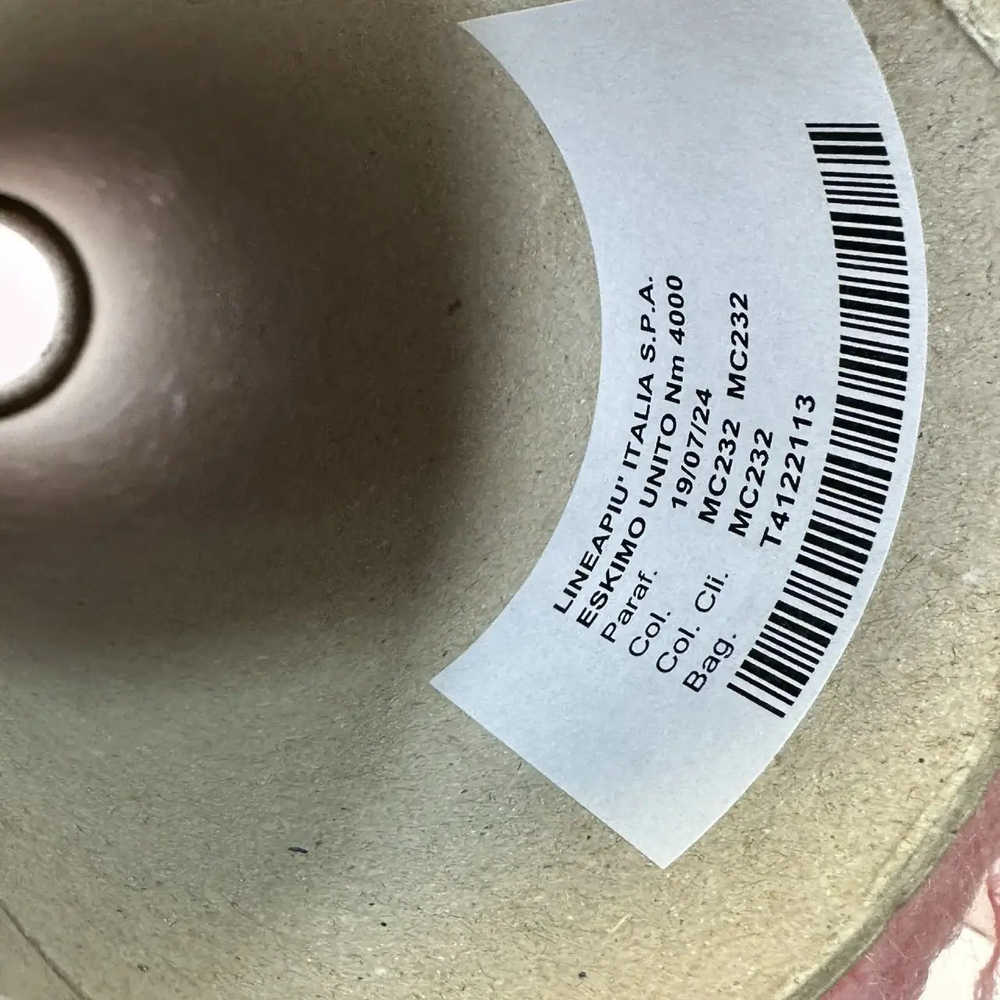 LINEAPIU' ITALIA S.P.A.
ESKIMO UNITO Nm 4000
Paraf. 19/07/24
Col. MC232 MC232
Col. Cli. MC232
Bag. T4122113